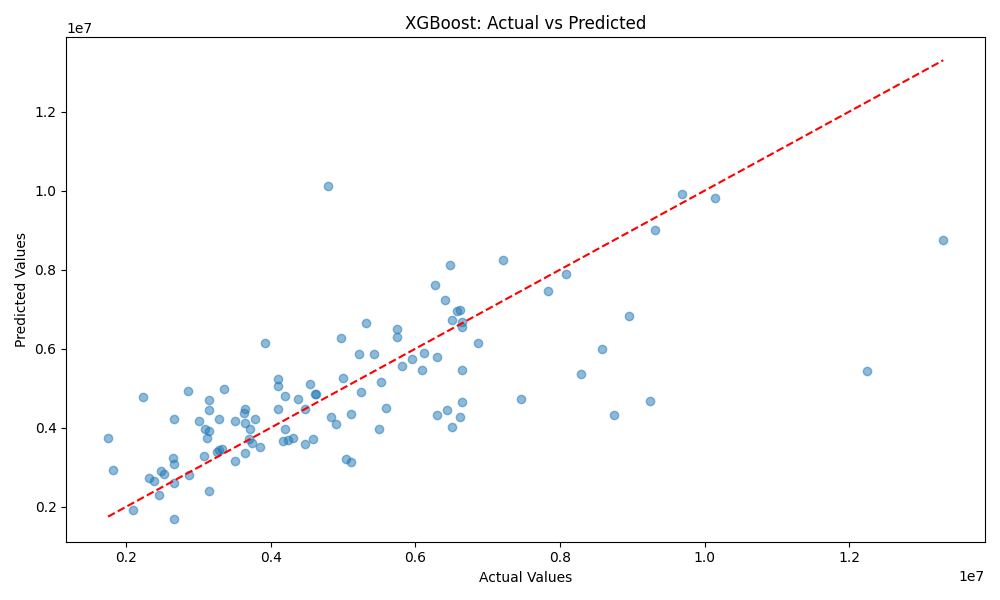 XGBoost: Actual vs Predicted
1e7
1.2
1.0
0.8
0.6
0.4
0.2
Predicted Values
0.2 0.4 0.6 0.8 1.0 1.2
Actual Values
1e7